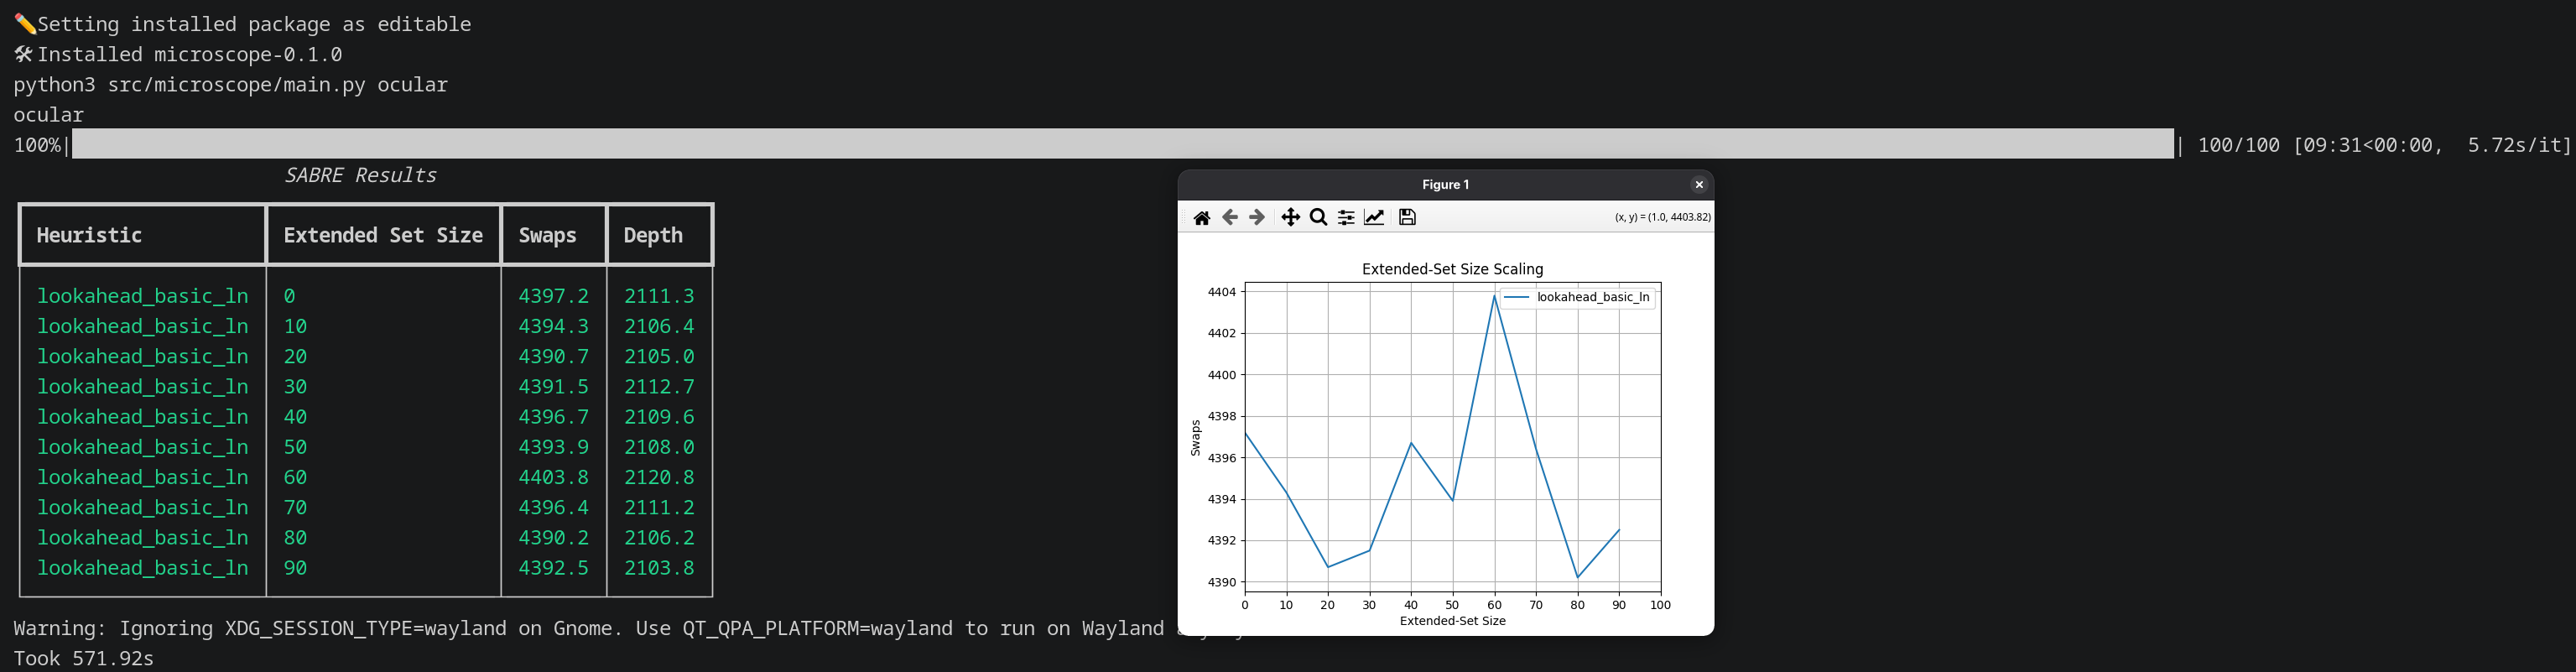 ✏️Setting installed package as editable
🛠Installed microscope-0.1.0
python3 src/microscope/main.py ocular
ocular
100%| | 100/100 [09:31<00:00, 5.72s/it]
SABRE Results
Heuristic Extended Set Size Swaps Depth
lookahead_basic_ln 0 4397.2 2111.3
lookahead_basic_ln 10 4394.3 2106.4
lookahead_basic_ln 20 4390.7 2105.0
lookahead_basic_ln 30 4391.5 2112.7
lookahead_basic_ln 40 4396.7 2109.6
lookahead_basic_ln 50 4393.9 2108.0
lookahead_basic_ln 60 4403.8 2120.8
lookahead_basic_ln 70 4396.4 2111.2
lookahead_basic_ln 80 4390.2 2106.2
lookahead_basic_ln 90 4392.5 2103.8
Warning: Ignoring XDG_SESSION_TYPE=wayland on Gnome. Use QT_QPA_PLATFORM=wayland to run on Wayland
Took 571.92s
Figure 1
(x, y) = (1.0, 4403.82)
Extended-Set Size Scaling
lookahead_basic_ln
4404
4402
4400
4398
4396
4394
4392
4390
Swaps
0 10 20 30 40 50 60 70 80 90 100
Extended-Set Size